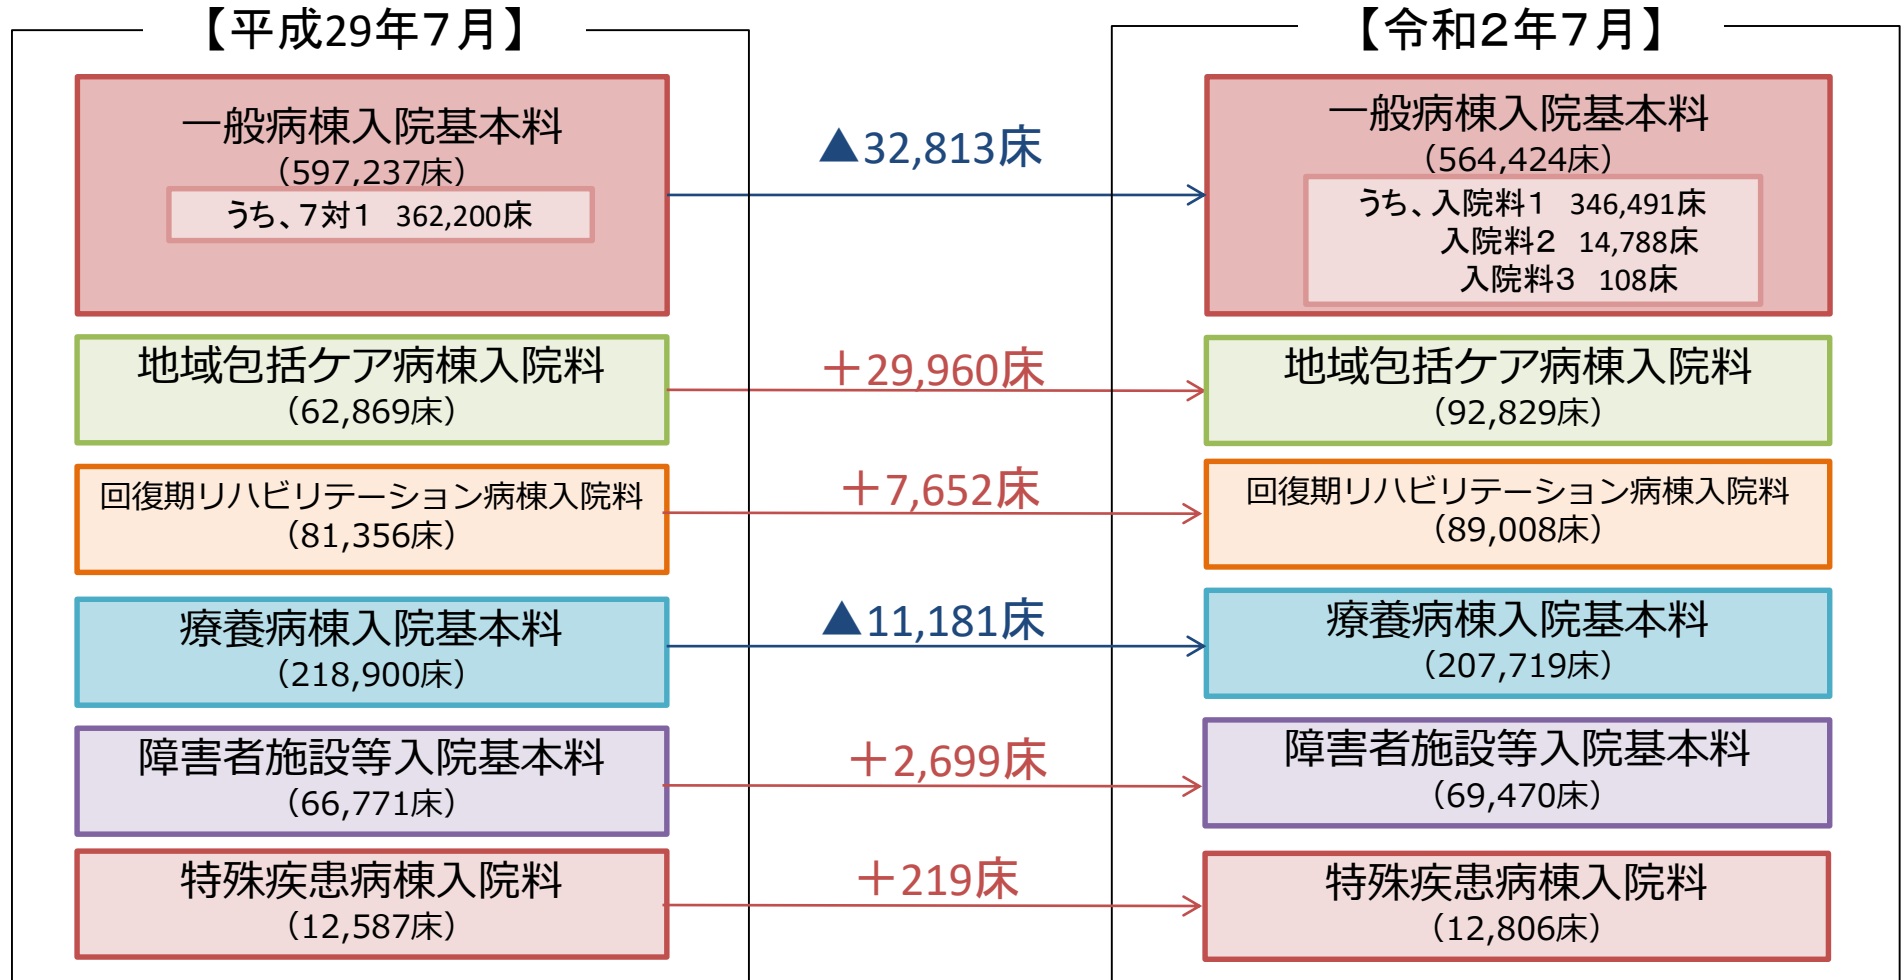 【平成29年７月】
一般病棟入院基本料
（597,237床）
うち、７対１　362,200床
地域包括ケア病棟入院料
（62,869床）
回復期リハビリテーション病棟入院料
（81,356床）
療養病棟入院基本料
（218,900床）
障害者施設等入院基本料
（66,771床）
特殊疾患病棟入院料
（12,587床）
▲32,813床
＋29,960床
＋7,652床
▲11,181床
＋2,699床
＋219床
【令和２年７月】
一般病棟入院基本料
（564,424床）
うち、入院料１　346,491床
入院料２　14,788床
入院料３　108床
地域包括ケア病棟入院料
（92,829床）
回復期リハビリテーション病棟入院料
（89,008床）
療養病棟入院基本料
（207,719床）
障害者施設等入院基本料
（69,470床）
特殊疾患病棟入院料
（12,806床）